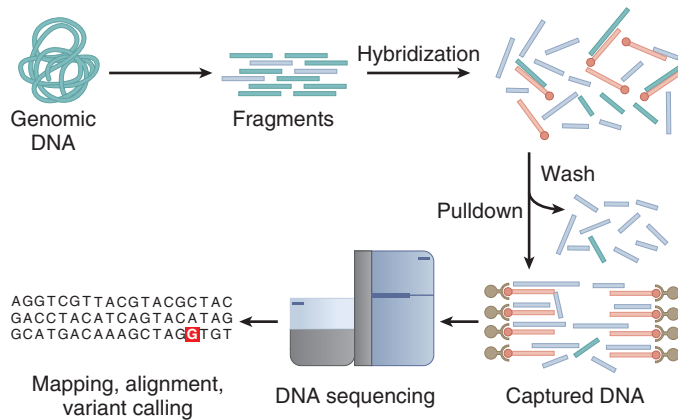 Genomic
DNA
Fragments
Hybridization
Wash
Pulldown
Captured DNA
DNA sequencing
AGGTCGTTACGTACGCTAC
GACCTACATCAGTACATAG
GCATGACAAAGCTAGGTGT
Mapping, alignment,
variant calling